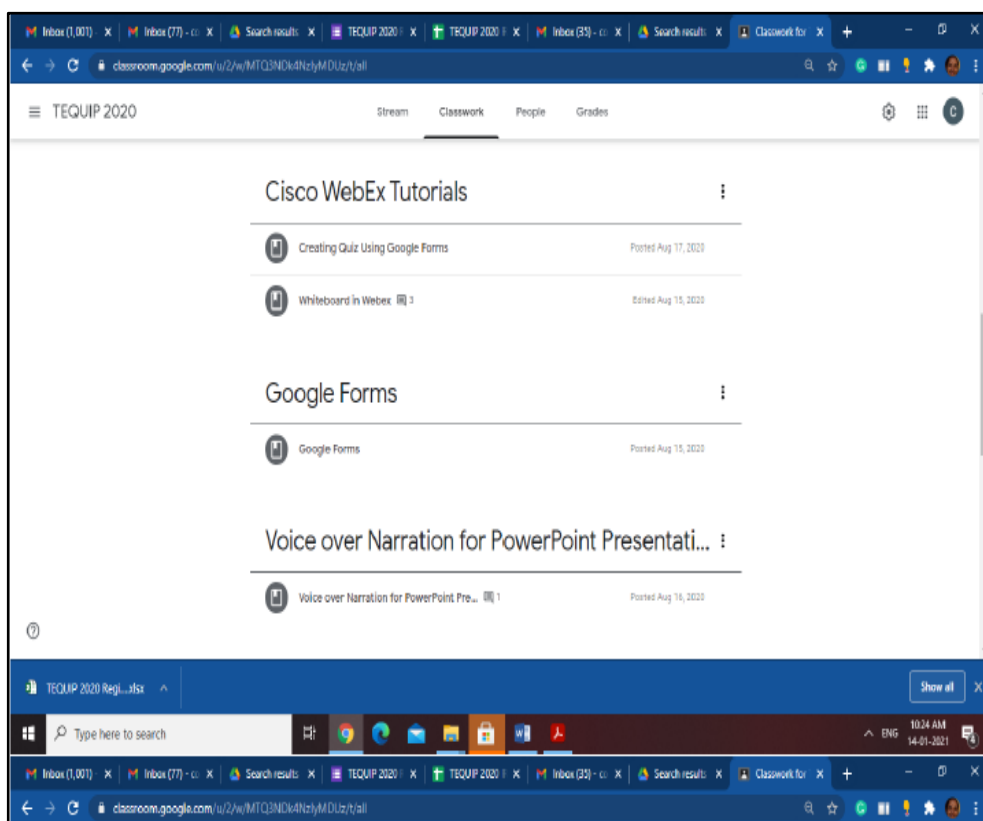 Inbox (1,001) - X Inbox (77) - co X Search results X TEQUIP 2020 X TEQUIP 2020 X Inbox (35) - co X Search results X Classwork for X + - X
classroom.google.com/u/2/w/MTQ3NDk4NzIyMDUz/t/all
TEQUIP 2020 Stream Classwork People Grades C
Cisco WebEx Tutorials
Creating Quiz Using Google Forms Posted Aug 17, 2020
Whiteboard in Webex 3 Edited Aug 15, 2020
Google Forms
Google Forms Posted Aug 15, 2020
Voice over Narration for PowerPoint Presentati...
Voice over Narration for PowerPoint Pre... 1 Posted Aug 16, 2020
TEQUIP 2020 Regi....xlsx Show all X
Type here to search ENG 10:24 AM
14-01-2021 4
Inbox (1,001) - X Inbox (77) - co X Search results X TEQUIP 2020 X TEQUIP 2020 X Inbox (35) - co X Search results X Classwork for X + - X
classroom.google.com/u/2/w/MTQ3NDk4NzIyMDUz/t/all